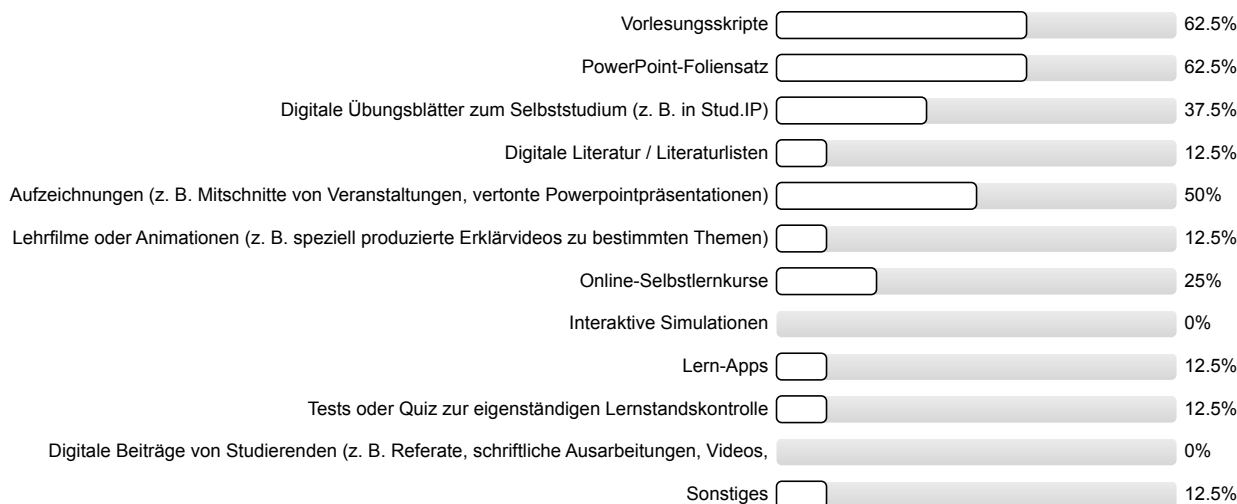 Vorlesungsskripte 62.5%
PowerPoint-Foliensatz 62.5%
Digitale Übungsblätter zum Selbststudium (z. B. in Stud.IP) 37.5%
Digitale Literatur / Literaturlisten 12.5%
Aufzeichnungen (z. B. Mitschnitte von Veranstaltungen, vertonte Powerpointpräsentationen) 50%
Lehrfilme oder Animationen (z. B. speziell produzierte Erklärvideos zu bestimmten Themen) 12.5%
Online-Selbstlernkurse 25%
Interaktive Simulationen 0%
Lern-Apps 12.5%
Tests oder Quiz zur eigenständigen Lernstandskontrolle 12.5%
Digitale Beiträge von Studierenden (z. B. Referate, schriftliche Ausarbeitungen, Videos, 0%
Sonstiges 12.5%